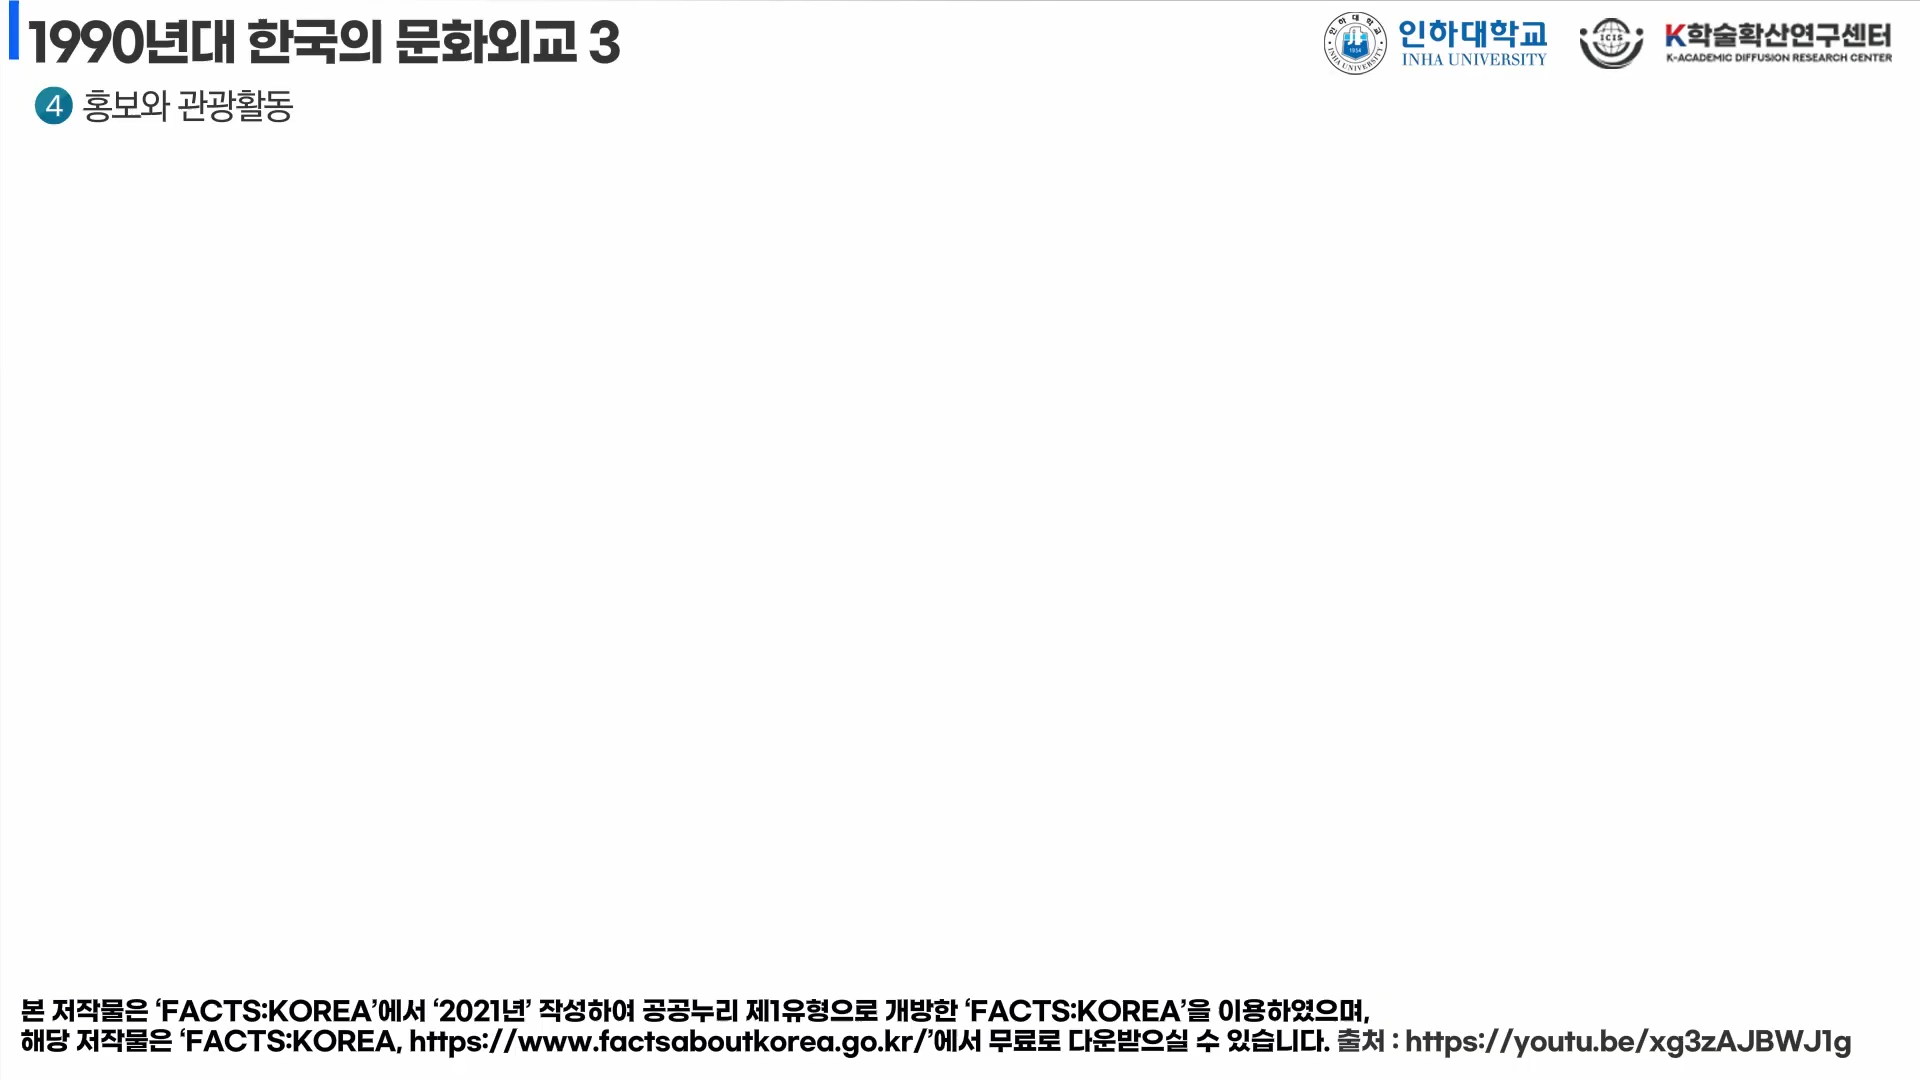 1990년대 한국의 문화외교 3
인하대학교
INHA UNIVERSITY
1954
ICIS
K학술확산연구센터
K-ACADEMIC DIFFUSION RESEARCH CENTER
4 홍보와 관광활동
본 저작물은 ‘FACTS:KOREA’에서 ‘2021년’ 작성하여 공공누리 제1유형으로 개방한 ‘FACTS:KOREA’을 이용하였으며,
해당 저작물은 ‘FACTS:KOREA, https://www.factsaboutkorea.go.kr/’에서 무료로 다운받으실 수 있습니다. 출처 : https://youtu.be/xg3zAJBWJ1g